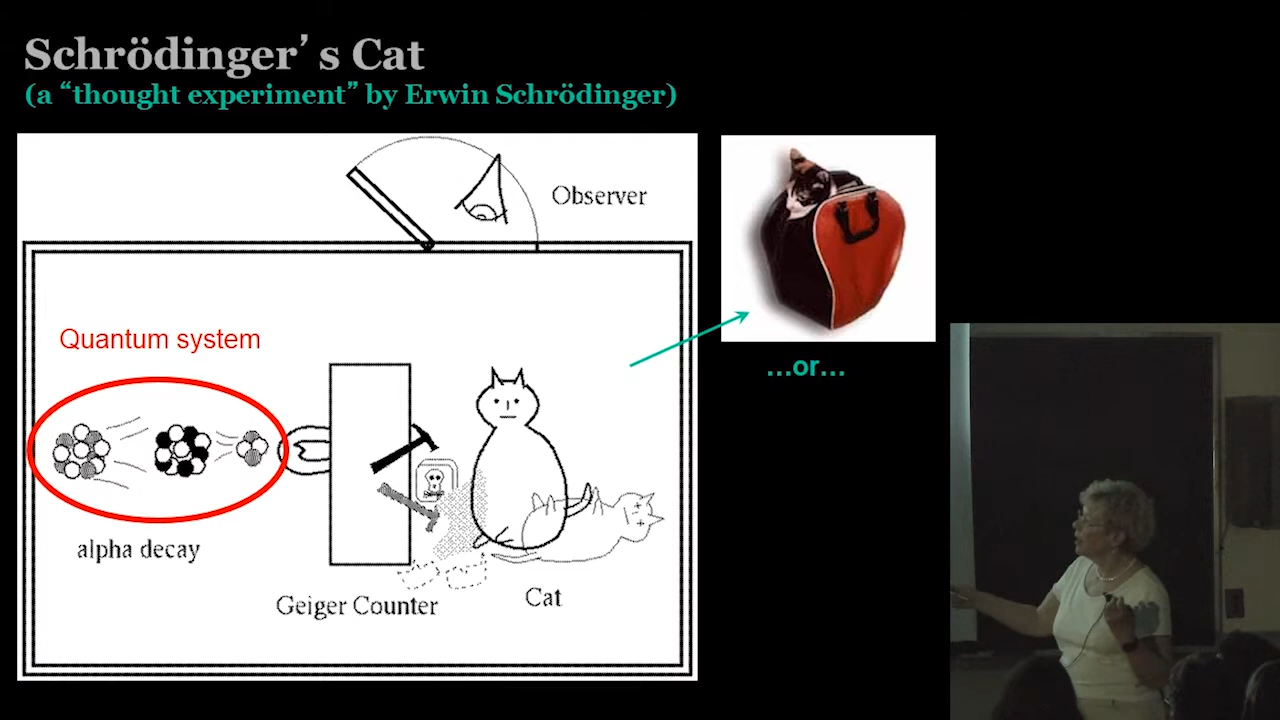 Schrödinger’s Cat
(a “thought experiment” by Erwin Schrödinger)
Observer
Quantum system
...or...
alpha decay
Geiger Counter
Cat